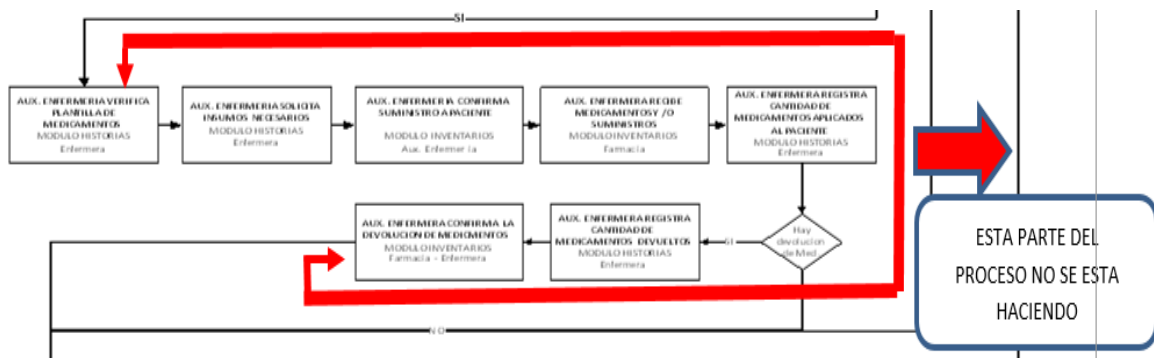 SI
AUX. ENFERMERIA VERIFICA
PLANTILLA DE
MEDICAMENTOS
MODULO HISTORIAS
Enfermera
AUX. ENFERMERIA SOLICITA
INSUMOS NECESARIOS
MODULO HISTORIAS
Enfermera
AUX. ENFERMERIA CONFIRMA
SUMINISTRO A PACIENTE
MODULO INVENTARIOS
Aux. Enfermería
AUX. ENFERMERA RECIBE
MEDICAMENTOS Y /O
SUMINISTROS
MODULO INVENTARIOS
Farmacia
AUX. ENFERMERA REGISTRA
CANTIDAD DE
MEDICAMENTOS APLICADOS
AL PACIENTE
MODULO HISTORIAS
Enfermera
AUX. ENFERMERA CONFIRMA LA
DEVOLUCION DE MEDICMENTOS
MODULO INVENTARIOS
Farmacia - Enfermera
AUX. ENFERMERA REGISTRA
CANTIDAD DE
MEDICAMENTOS DEVUELTOS
MODULO HISTORIAS
Enfermera
SI
Hay
devolucion
de Med
NO
ESTA PARTE DEL
PROCESO NO SE ESTA
HACIENDO